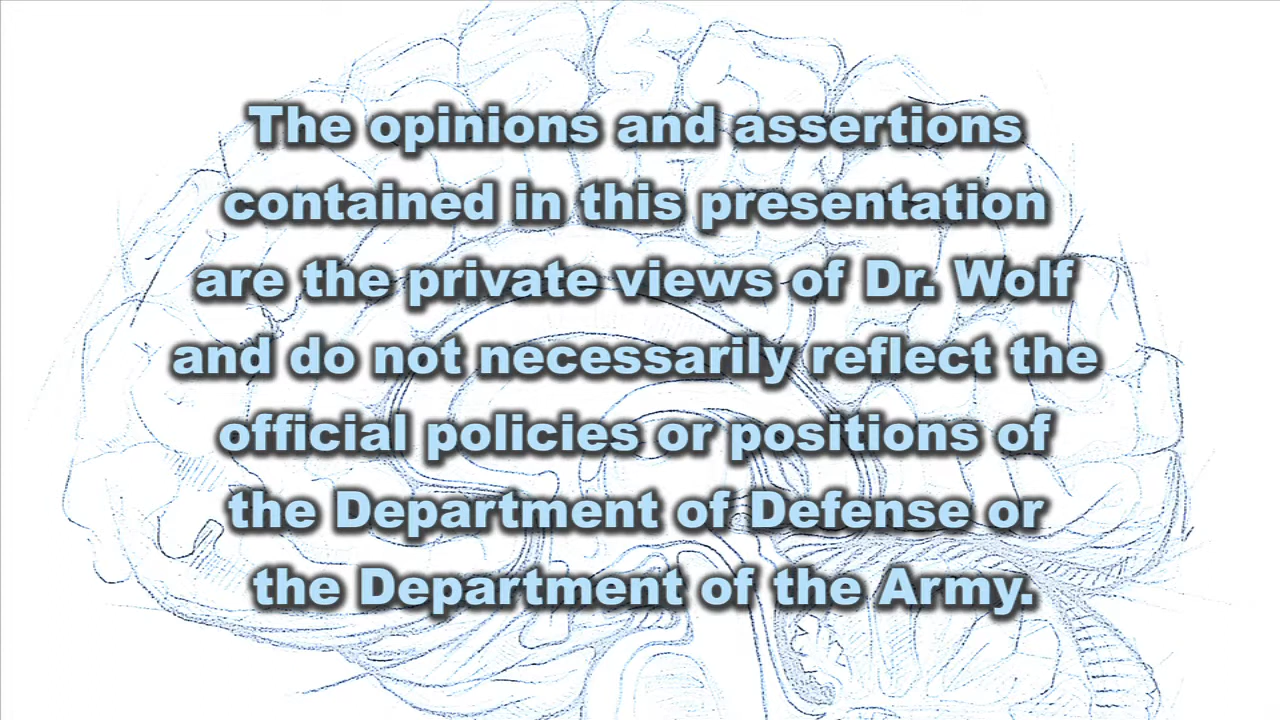 The opinions and assertions
contained in this presentation
are the private views of Dr. Wolf
and do not necessarily reflect the
official policies or positions of
the Department of Defense or
the Department of the Army.